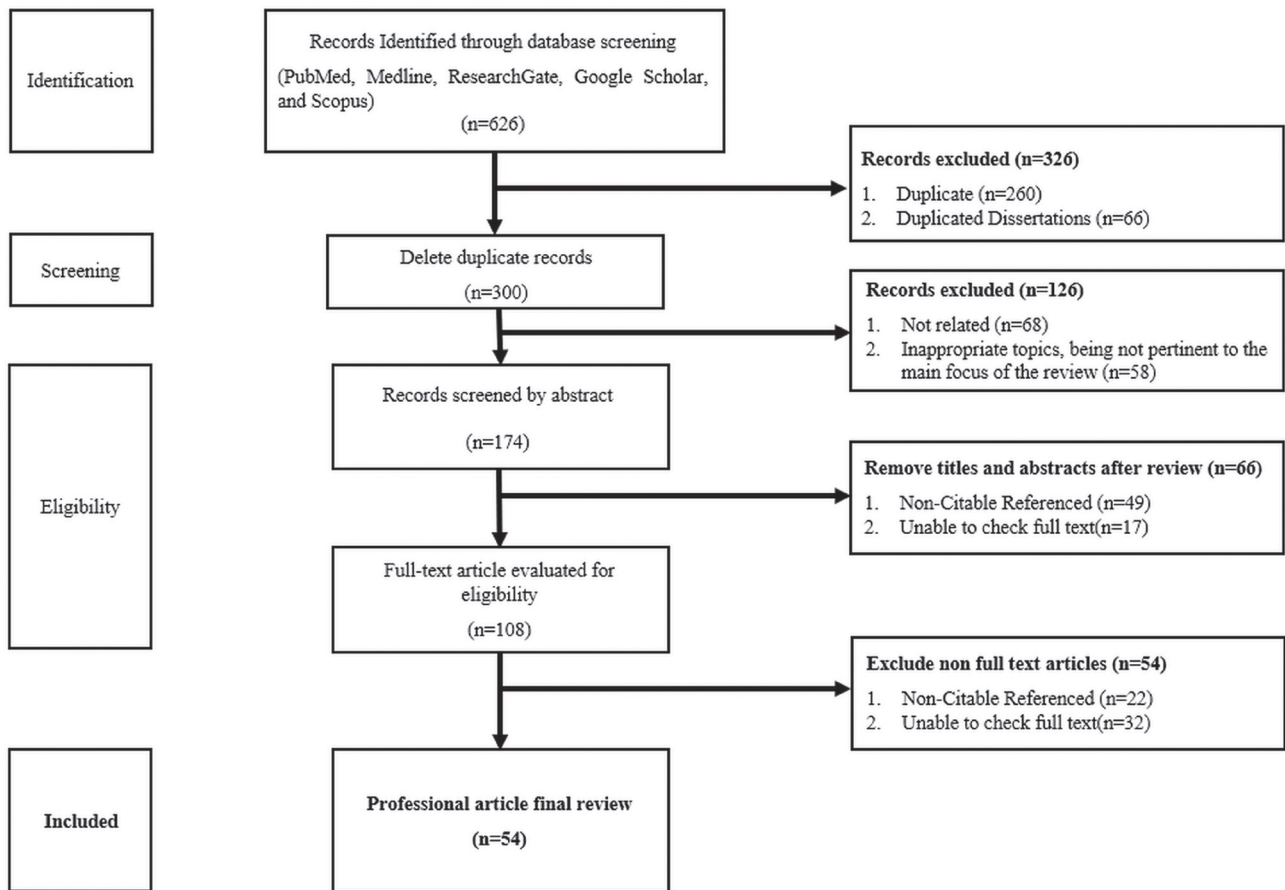 Identification
Records Identified through database screening
(PubMed, Medline, ResearchGate, Google Scholar,
and Scopus)
(n=626)
Records excluded (n=326)
1. Duplicate (n=260)
2. Duplicated Dissertations (n=66)
Screening
Delete duplicate records
(n=300)
Records excluded (n=126)
1. Not related (n=68)
2. Inappropriate topics, being not pertinent to the
main focus of the review (n=58)
Eligibility
Records screened by abstract
(n=174)
Remove titles and abstracts after review (n=66)
1. Non-Citable Referenced (n=49)
2. Unable to check full text(n=17)
Full-text article evaluated for
eligibility
(n=108)
Exclude non full text articles (n=54)
1. Non-Citable Referenced (n=22)
2. Unable to check full text(n=32)
Included
Professional article final review
(n=54)